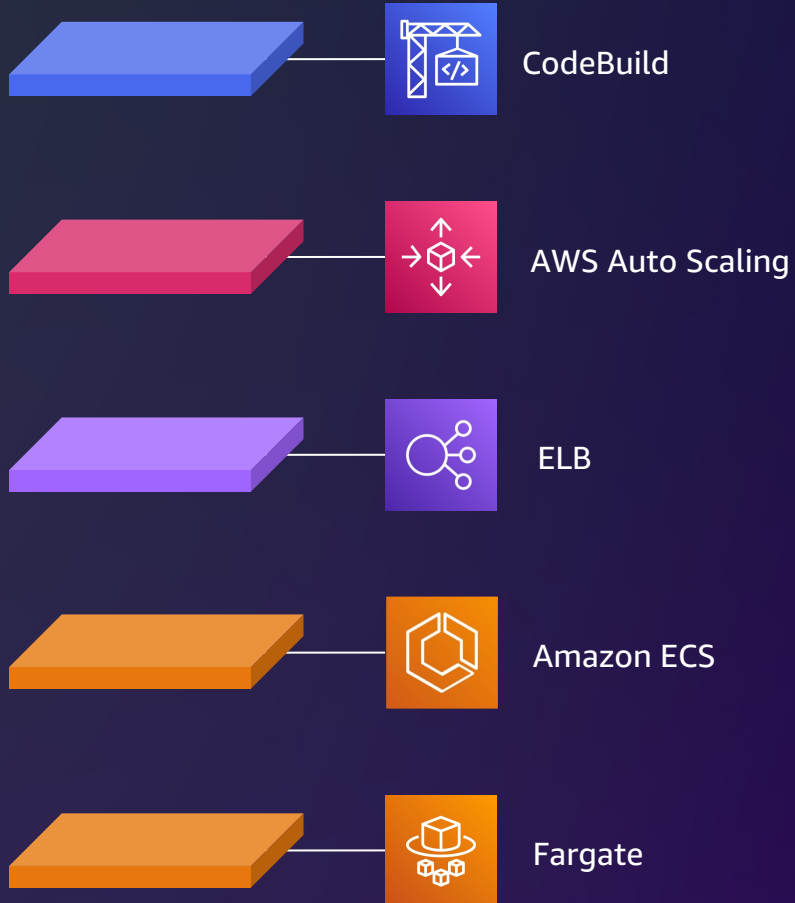 </>
CodeBuild
AWS Auto Scaling
ELB
Amazon ECS
Fargate